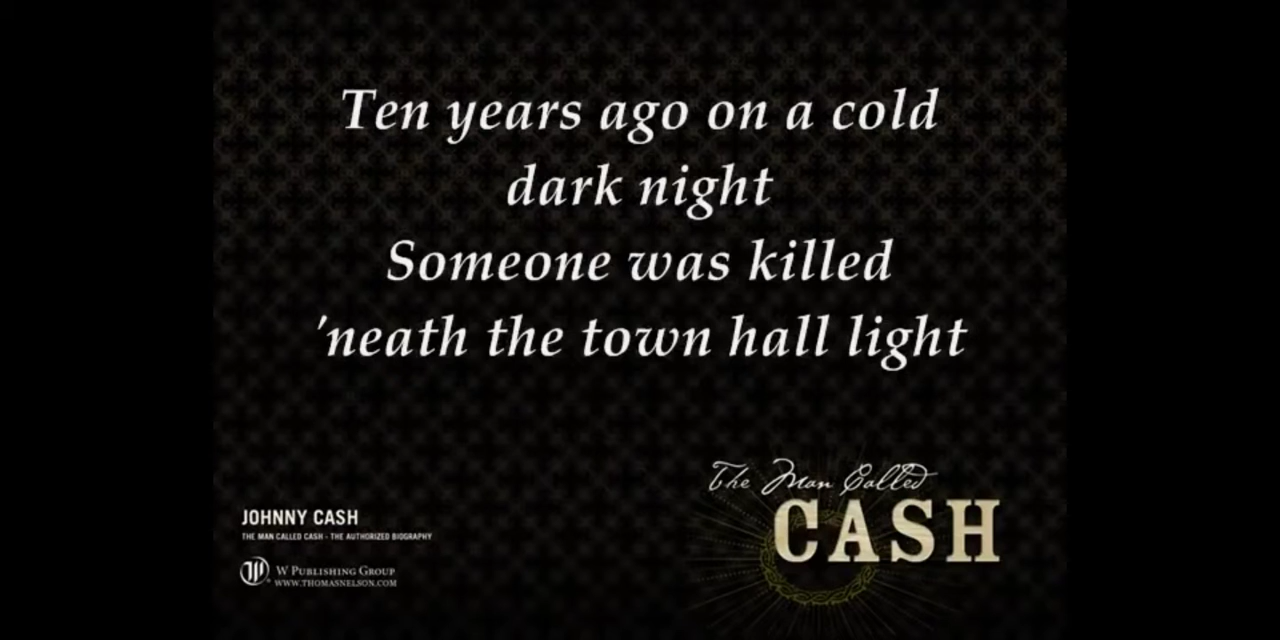 Ten years ago on a cold
dark night
Someone was killed
'neath the town hall light
The Man Called
CASH
JOHNNY CASH
THE MAN CALLED CASH - THE AUTHORIZED BIOGRAPHY
W PUBLISHING GROUP
WWW.THOMASNELSON.COM